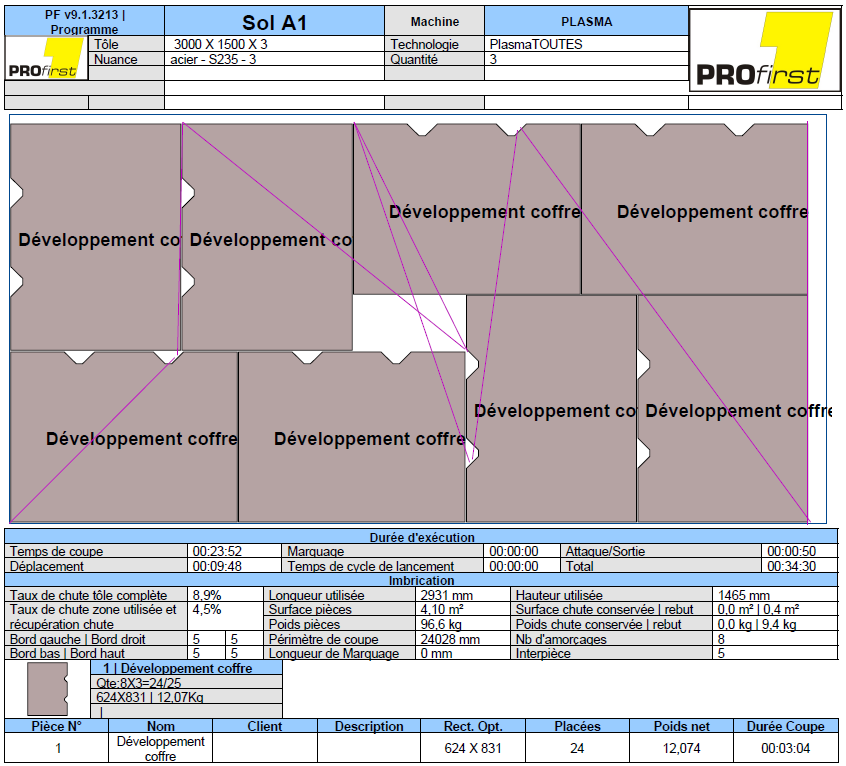 PF v9.1.3213 |
Programme
Sol A1
Machine
PLASMA
PROfirst
Tôle
3000 X 1500 X 3
Technologie
PlasmaTOUTES
PROfirst
Nuance
acier - S235 - 3
Quantité
3
Développement co
Développement co
Développement coffre
Développement coffre
Développement coffre
Développement coffre
Développement co
Développement coffre
Durée d'exécution
Temps de coupe
00:23:52
Marquage
00:00:00
Attaque/Sortie
00:00:50
Déplacement
00:09:48
Temps de cycle de lancement
00:00:00
Total
00:34:30
Imbrication
Taux de chute tôle complète
8,9%
Longueur utilisée
2931 mm
Hauteur utilisée
1465 mm
Taux de chute zone utilisée et
récupération chute
4,5%
Surface pièces
4,10 m²
Surface chute conservée | rebut
0,0 m² | 0,4 m²
Poids pièces
96,6 kg
Poids chute conservée | rebut
0,0 kg | 9,4 kg
Bord gauche | Bord droit
5
5
Périmètre de coupe
24028 mm
Nb d'amorçages
8
Bord bas | Bord haut
5
5
Longueur de Marquage
0 mm
Interpièce
5
1 | Développement coffre
Qte:8X3=24/25
624X831 | 12,07Kg
|
Pièce N°
Nom
Client
Description
Rect. Opt.
Placées
Poids net
Durée Coupe
1
Développement
coffre
624 X 831
24
12,074
00:03:04